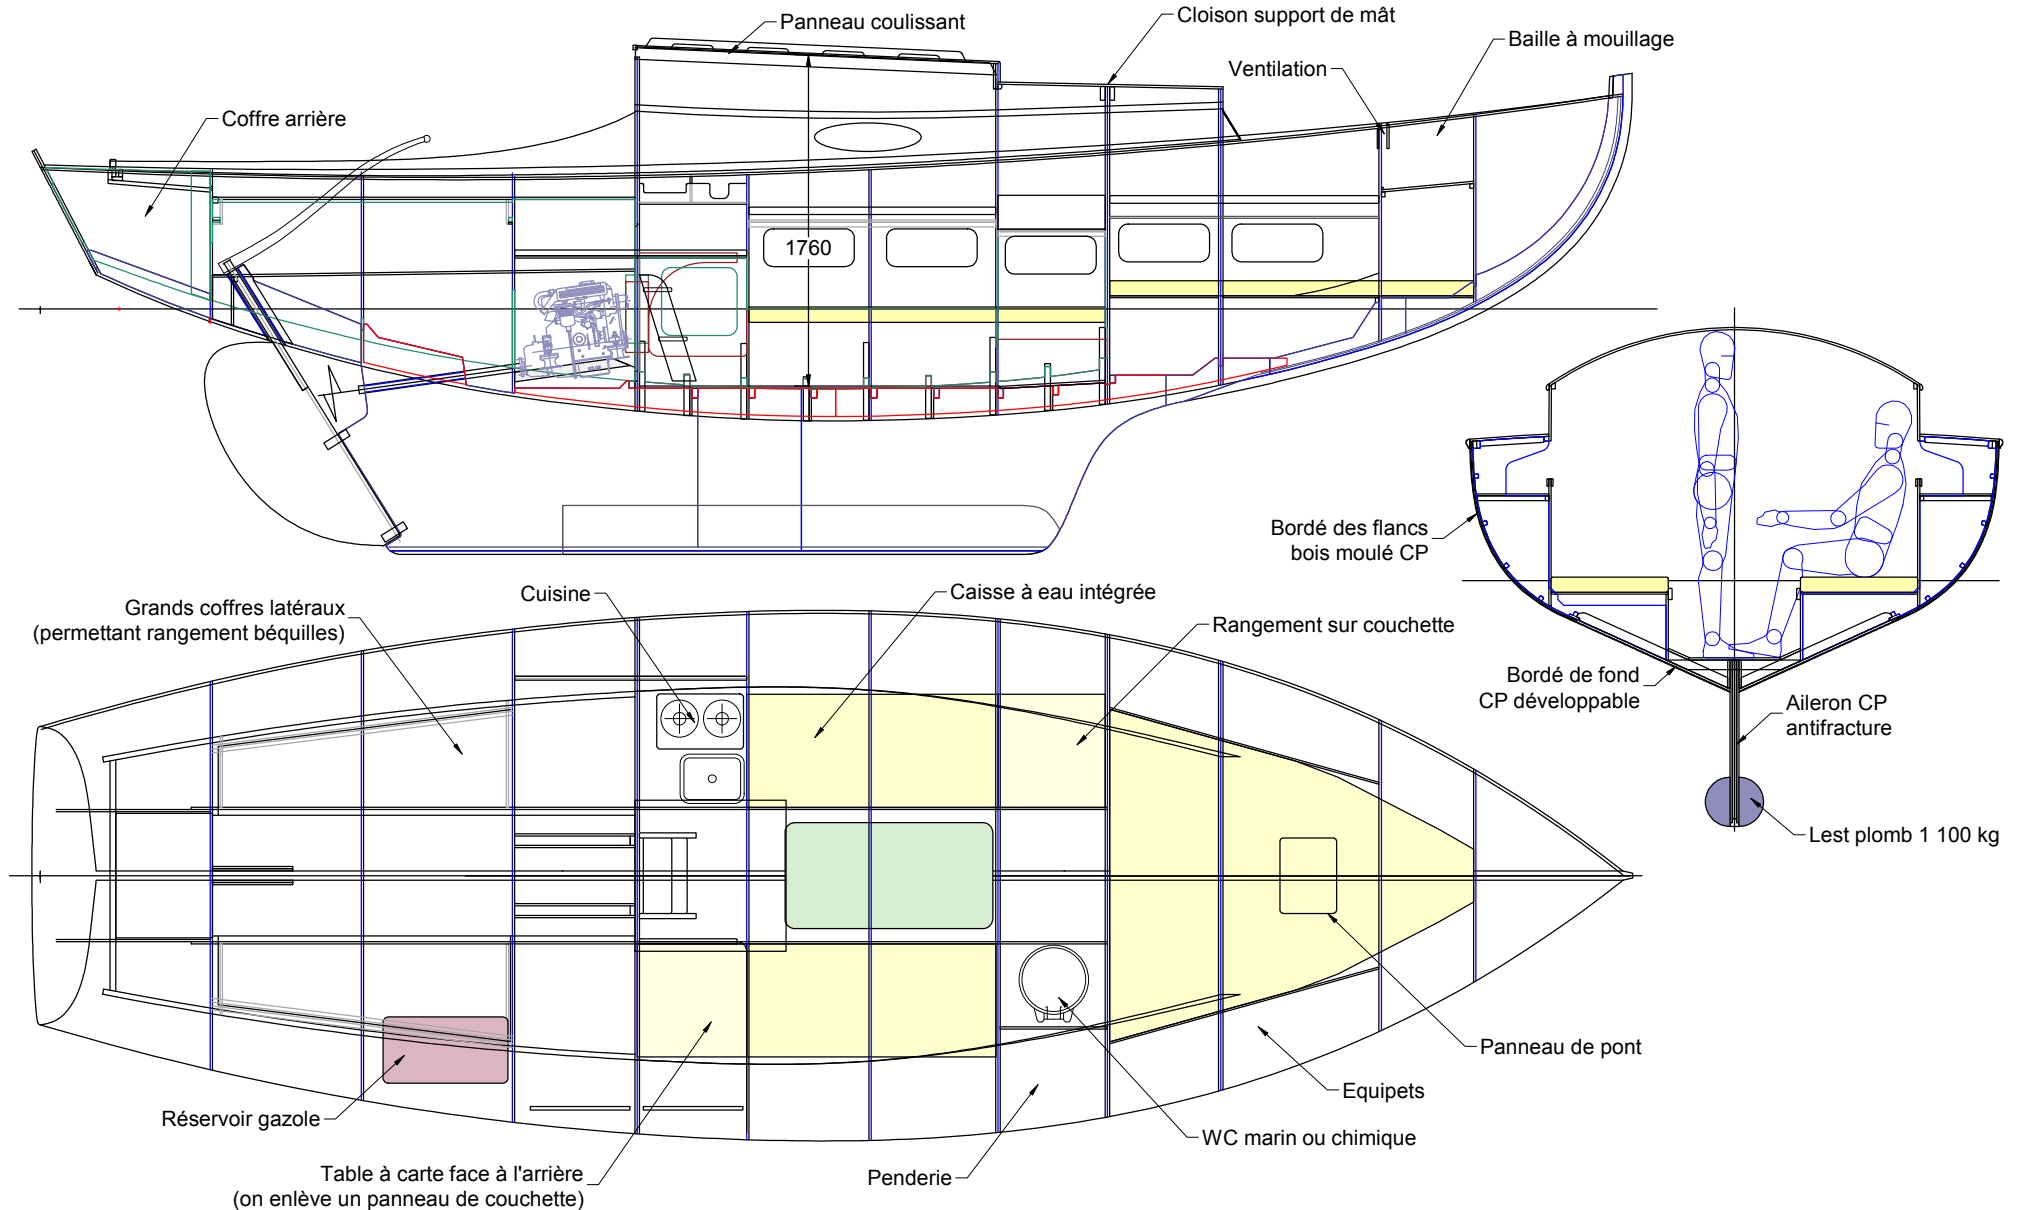 Panneau coulissant
Cloison support de mât
Baille à mouillage
Ventilation
Coffre arrière
1760
Bordé des flancs
bois moulé CP
Bordé de fond
CP développable
Aileron CP
antifracture
Lest plomb 1 100 kg
Grands coffres latéraux
(permettant rangement béquilles)
Cuisine
Caisse à eau intégrée
Rangement sur couchette
Réservoir gazole
Table à carte face à l'arrière
(on enlève un panneau de couchette)
Penderie
WC marin ou chimique
Equipets
Panneau de pont